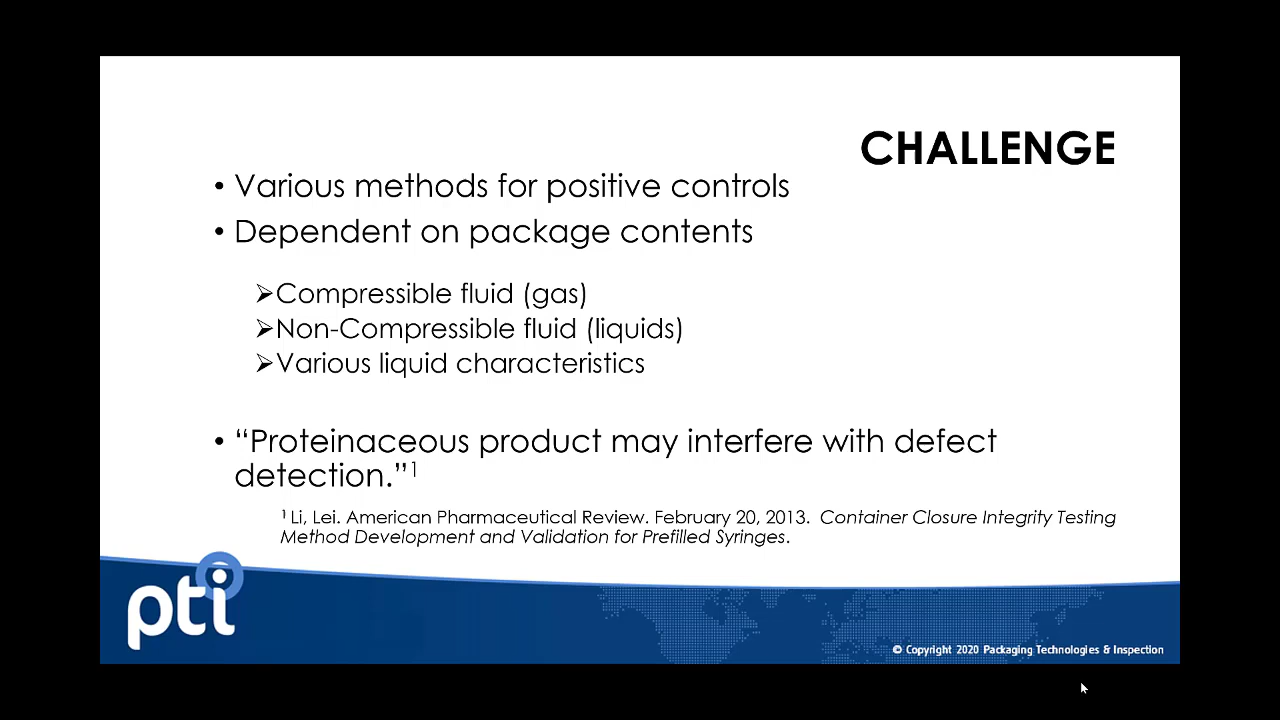 CHALLENGE
• Various methods for positive controls
• Dependent on package contents
➢Compressible fluid (gas)
➢Non-Compressible fluid (liquids)
➢Various liquid characteristics
• “Proteinaceous product may interfere with defect
detection.”¹
¹ Li, Lei. American Pharmaceutical Review. February 20, 2013. Container Closure Integrity Testing
Method Development and Validation for Prefilled Syringes.
pti
© Copyright 2020 Packaging Technologies & Inspection